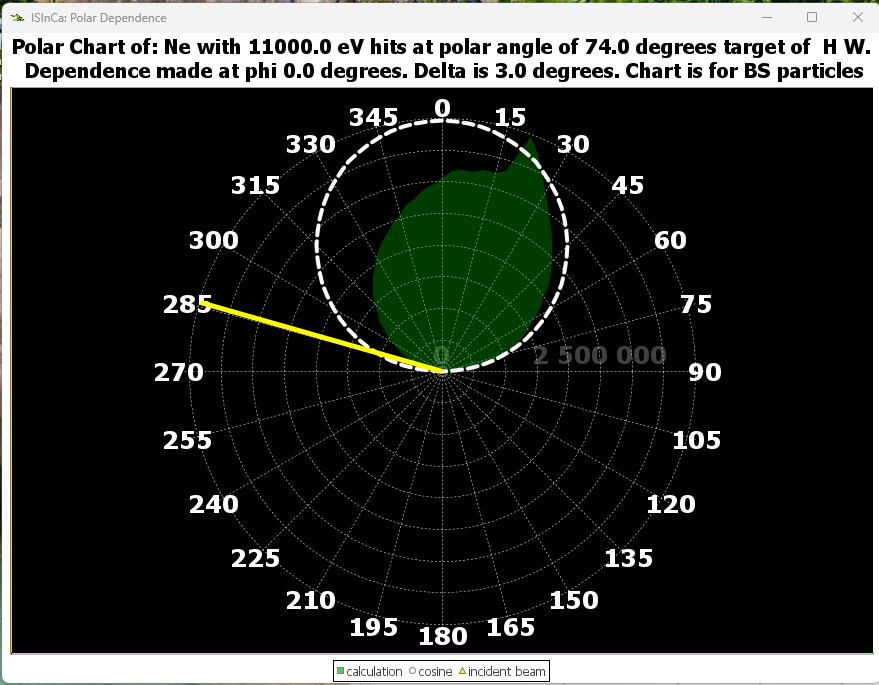 ISInCa: Polar Dependence
Polar Chart of: Ne with 11000.0 eV hits at polar angle of 74.0 degrees target of  H W.
Dependence made at phi 0.0 degrees. Delta is 3.0 degrees. Chart is for BS particles
0
345 15
330 30
315 45
300 60
285 75
0 2 500 000
270 90
255 105
240 120
225 135
210 150
195 165
180
calculation cosine incident beam